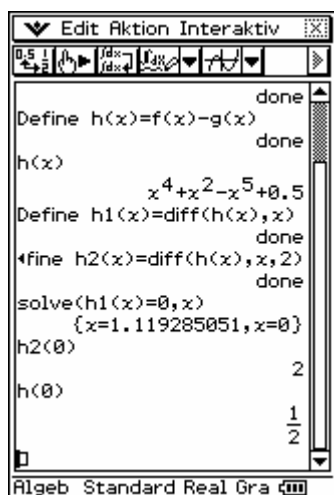 Edit Aktion Interaktiv
done
Define h(x)=f(x)-g(x)
done
h(x)
x⁴+x²-x⁵+0.5
Define h1(x)=diff(h(x),x)
done
◂fine h2(x)=diff(h(x),x,2)
done
solve(h1(x)=0,x)
{x=1.119285051,x=0}
h2(0)
2
h(0)
1/2
Algeb Standard Real Gra